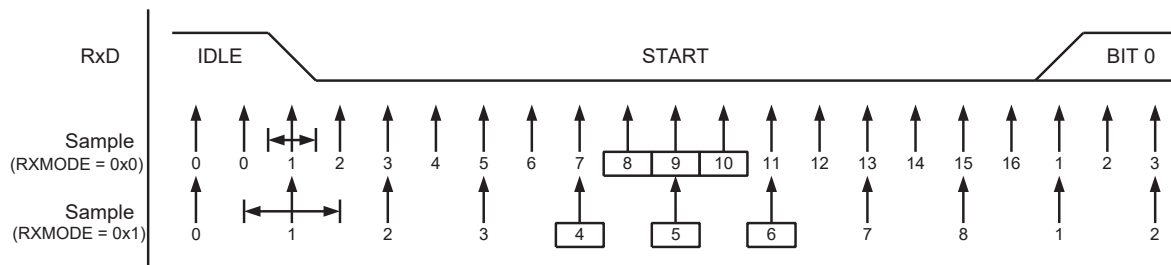 RxD IDLE START BIT 0
Sample
(RXMODE = 0x0)
0 0 1 2 3 4 5 6 7 8 9 10 11 12 13 14 15 16 1 2 3
Sample
(RXMODE = 0x1)
0 1 2 3 4 5 6 7 8 1 2